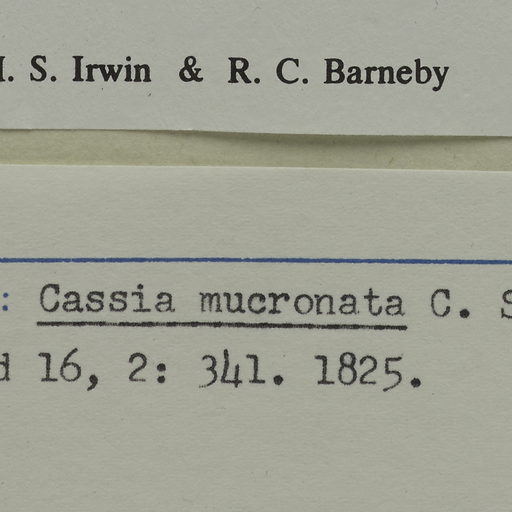 . S. Irwin & R. C. Barneby
: Cassia mucronata C. S
d 16, 2: 341. 1825.